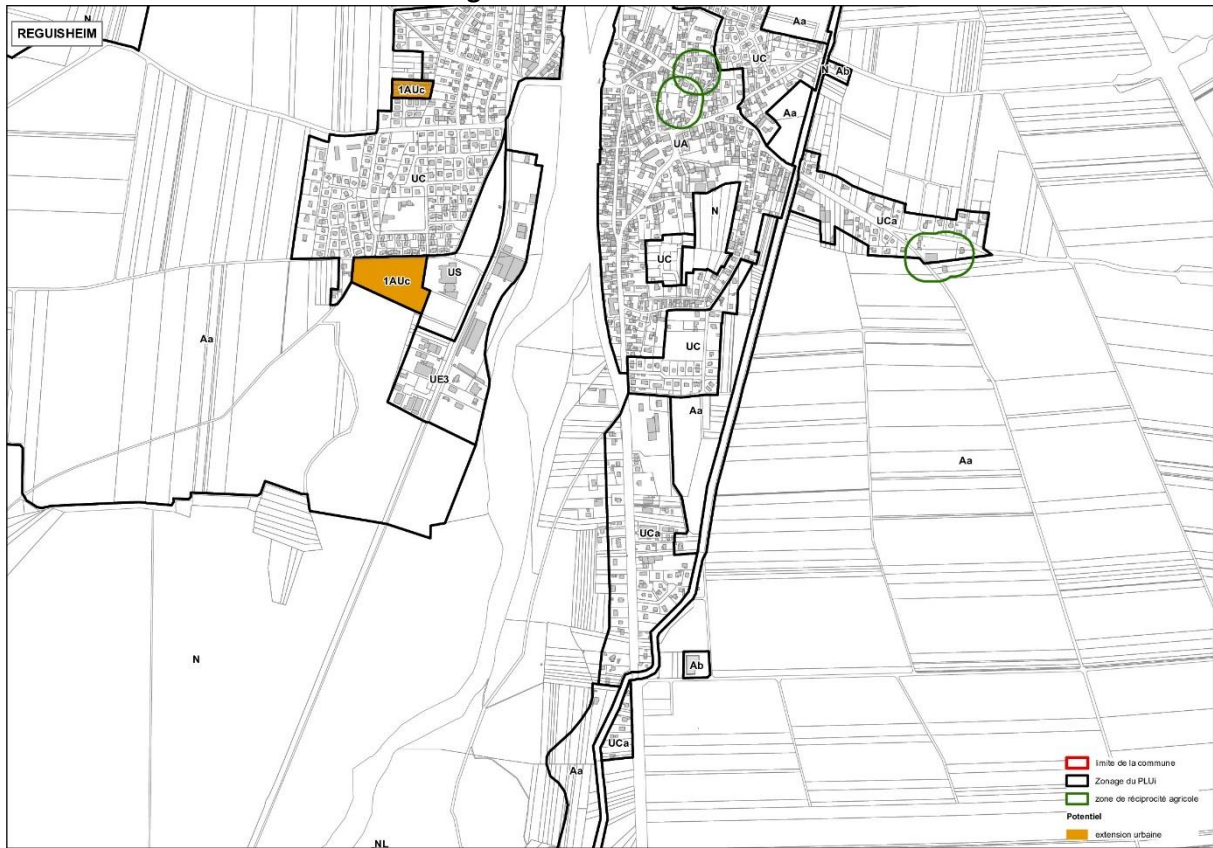 REGUISHEIM
N
Aa
UC
N
Ab
1AUc
Aa
UA
UC
UCa
N
UC
US
1AUc
Aa
UC
UE3
Aa
Aa
UCa
N
Ab
UCa
Aa
NL
limite de la commune
Zonage du PLUi
zone de réciprocité agricole
Potentiel
extension urbaine